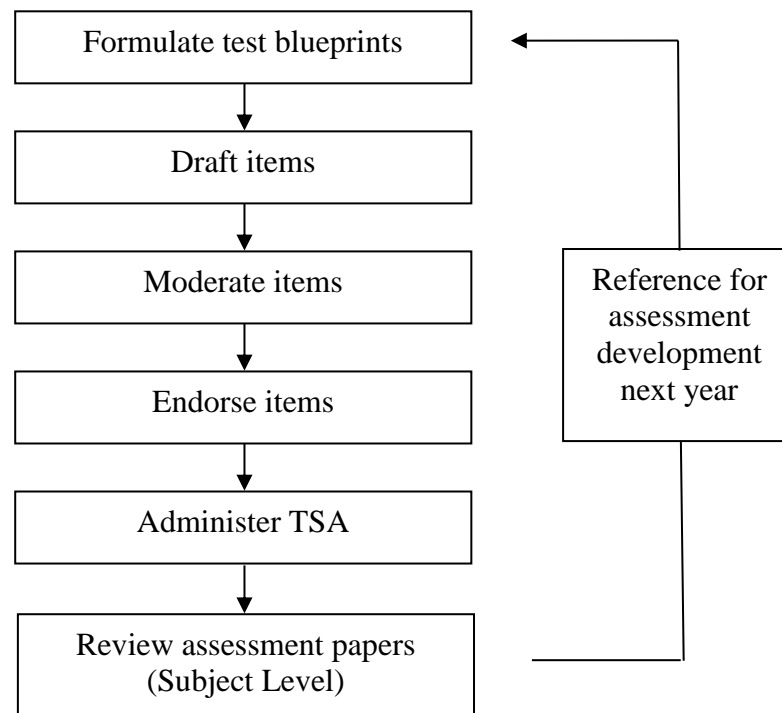 Formulate test blueprints
Draft items
Moderate items
Endorse items
Administer TSA
Review assessment papers
(Subject Level)
Reference for
assessment
development
next year